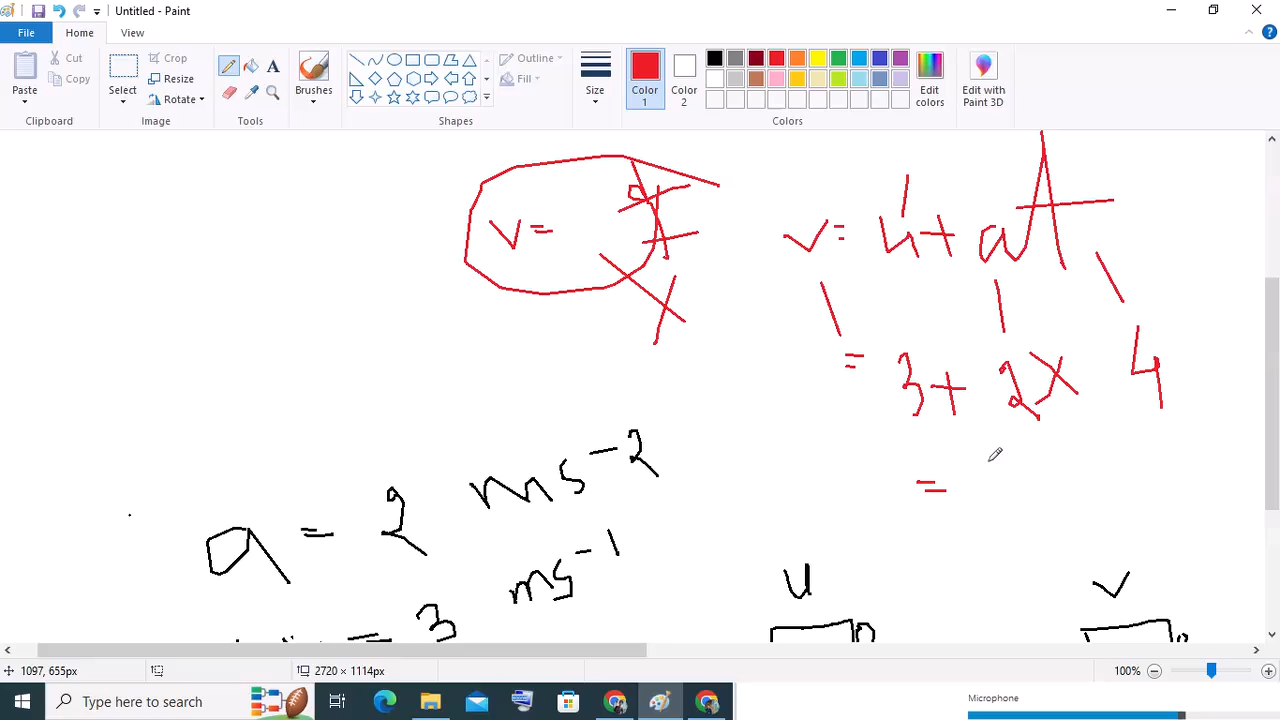 Untitled - Paint
File Home View
Paste
Cut
Copy
Clipboard
Select
Crop
Resize
Rotate
Image
A
Tools
Brushes
Shapes
Outline
Fill
Size
Color 1
Color 2
Colors
Edit colors
Edit with Paint 3D
v =
v = u + at
= 3 + 2 x 4
=
a = 2 ms-2
= 3 ms-1
u v
1097, 655px
2720 × 1114px
100%
Type here to search
Microphone